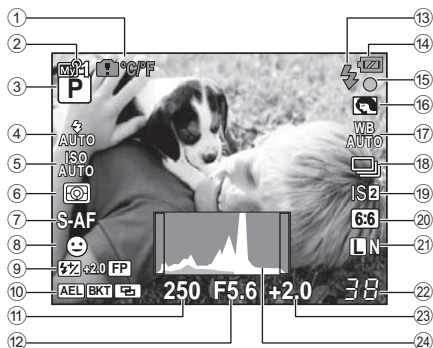 ① ② ③ ④ ⑤ ⑥ ⑦ ⑧ ⑨ ⑩ ⑪ ⑫
⑬ ⑭ ⑮ ⑯ ⑰ ⑱ ⑲ ⑳ ㉑ ㉒ ㉓ ㉔
My1 °C/°F
P
AUTO
ISO
AUTO
S-AF
+2.0 FP
AEL BKT
250 F5.6 +2.0 38
WB
AUTO
IS2
6:6
L N